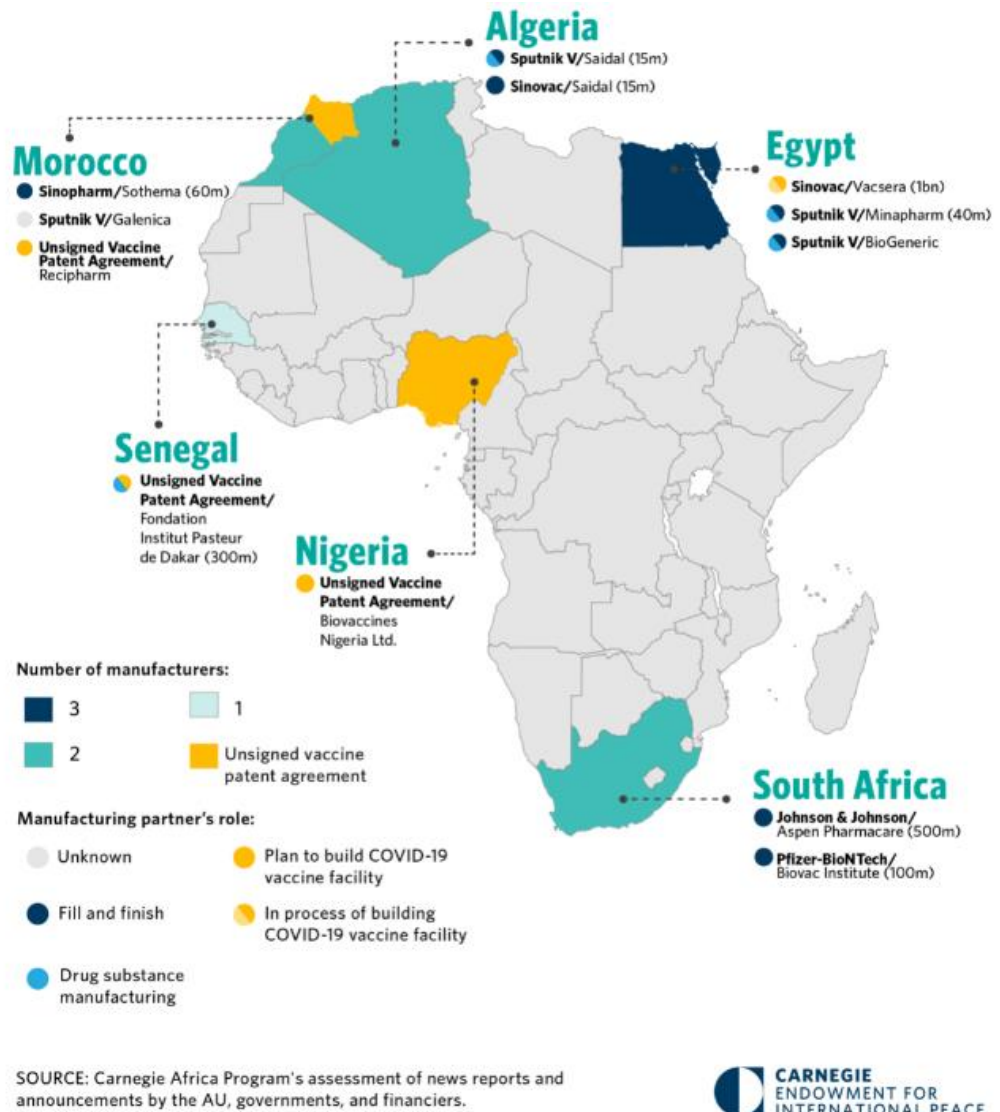 Algeria
Sputnik V/Saidal (15m)
Sinovac/Saidal (15m)
Morocco
Sinopharm/Sothema (60m)
Sputnik V/Galenica
Unsigned Vaccine
Patent Agreement/
Recipharm
Egypt
Sinovac/Vacsera (1bn)
Sputnik V/Minapharm (40m)
Sputnik V/BioGeneric
Senegal
Unsigned Vaccine
Patent Agreement/
Fondation
Institut Pasteur
de Dakar (300m)
Nigeria
Unsigned Vaccine
Patent Agreement/
Biovaccines
Nigeria Ltd.
South Africa
Johnson & Johnson/
Aspen Pharmacare (500m)
Pfizer-BioNTech/
Biovac Institute (100m)
Number of manufacturers:
3
1
2
Unsigned vaccine
patent agreement
Manufacturing partner's role:
Unknown
Plan to build COVID-19
vaccine facility
Fill and finish
In process of building
COVID-19 vaccine facility
Drug substance
manufacturing
SOURCE: Carnegie Africa Program's assessment of news reports and
announcements by the AU, governments, and financiers.
CARNEGIE
ENDOWMENT FOR
INTERNATIONAL PEACE